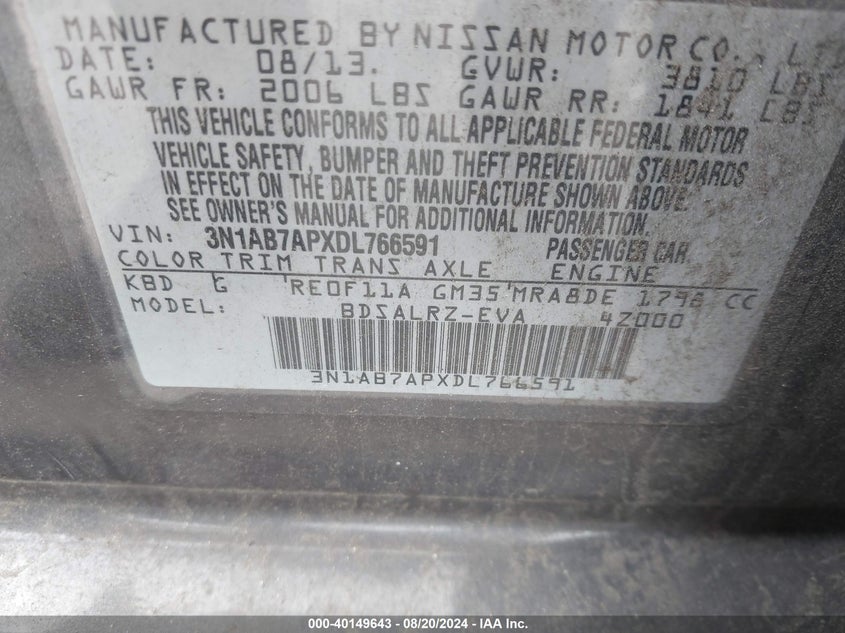 MANUFACTURED BY NISSAN MOTOR CO., LTD
DATE: 08/13. GVWR: 3810 LBS
GAWR FR: 2006 LBS GAWR RR: 1841 LBS
THIS VEHICLE CONFORMS TO ALL APPLICABLE FEDERAL MOTOR
VEHICLE SAFETY, BUMPER AND THEFT PREVENTION STANDARDS
IN EFFECT ON THE DATE OF MANUFACTURE SHOWN ABOVE.
SEE OWNER'S MANUAL FOR ADDITIONAL INFORMATION.
VIN: 3N1AB7APXDL766591 PASSENGER CAR
COLOR TRIM TRANS AXLE ENGINE
KBD G RE0F11A GM35 MRA8DE 1798 CC
MODEL: BDSALRZ-EVA 4Z000
3N1AB7APXDL766591
000-40149643 - 08/20/2024 - IAA Inc.